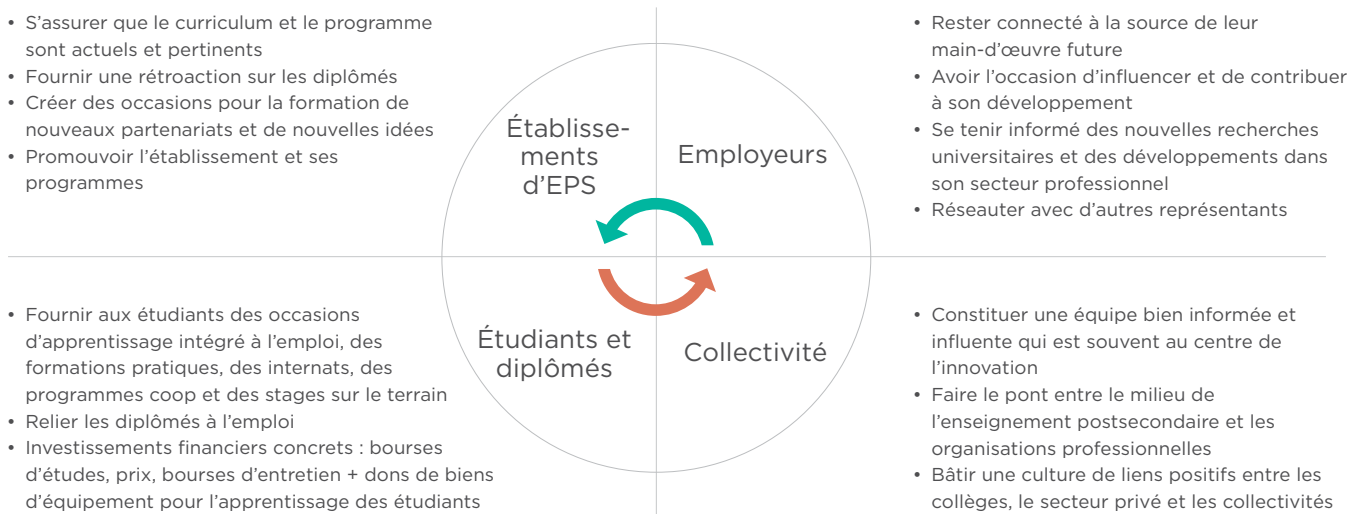 • S'assurer que le curriculum et le programme
sont actuels et pertinents
• Fournir une rétroaction sur les diplômés
• Créer des occasions pour la formation de
nouveaux partenariats et de nouvelles idées
• Promouvoir l'établissement et ses
programmes
Établisse-
ments
d'EPS
Employeurs
• Rester connecté à la source de leur
main-d'œuvre future
• Avoir l'occasion d'influencer et de contribuer
à son développement
• Se tenir informé des nouvelles recherches
universitaires et des développements dans
son secteur professionnel
• Réseauter avec d'autres représentants
• Fournir aux étudiants des occasions
d'apprentissage intégré à l'emploi, des
formations pratiques, des internats, des
programmes coop et des stages sur le terrain
• Relier les diplômés à l'emploi
• Investissements financiers concrets : bourses
d'études, prix, bourses d'entretien + dons de biens
d'équipement pour l'apprentissage des étudiants
Étudiants et
diplômés
Collectivité
• Constituer une équipe bien informée et
influente qui est souvent au centre de
l'innovation
• Faire le pont entre le milieu de
l'enseignement postsecondaire et les
organisations professionnelles
• Bâtir une culture de liens positifs entre les
collèges, le secteur privé et les collectivités